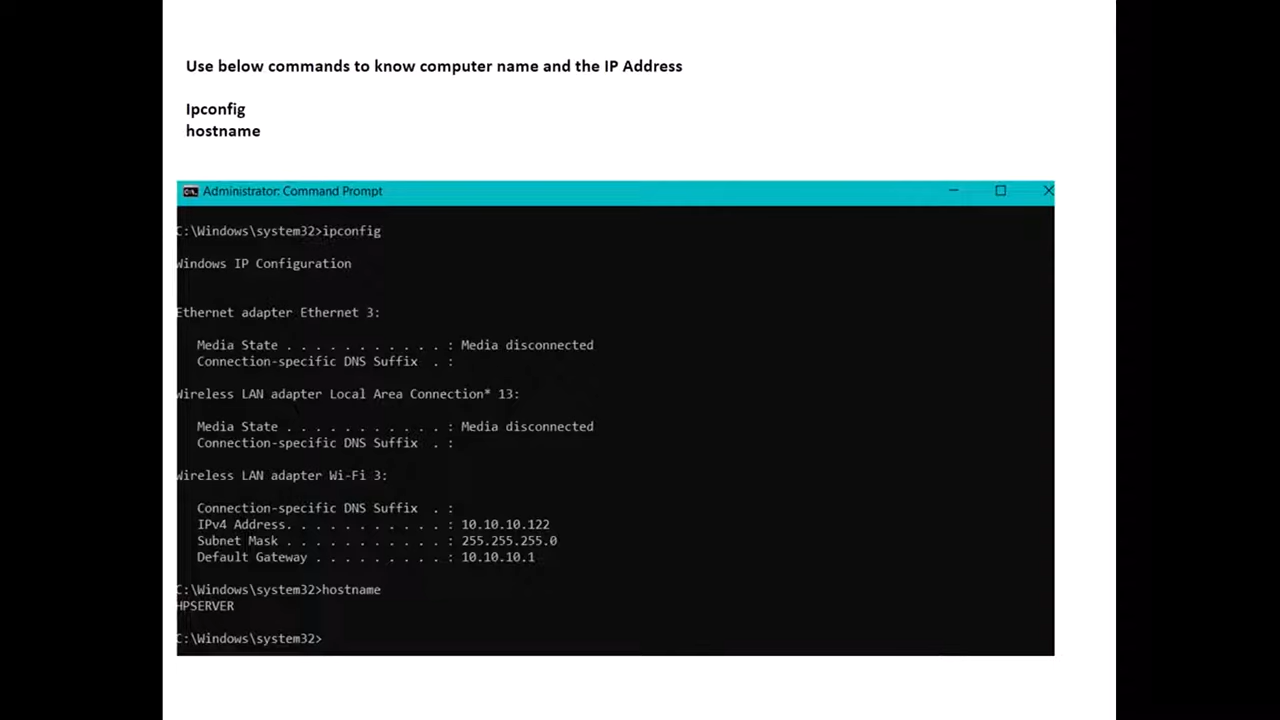 Use below commands to know computer name and the IP Address
Ipconfig
hostname
Administrator: Command Prompt
C:\Windows\system32>ipconfig
Windows IP Configuration
Ethernet adapter Ethernet 3:
Media State . . . . . . . . . . . : Media disconnected
Connection-specific DNS Suffix  . :
Wireless LAN adapter Local Area Connection* 13:
Media State . . . . . . . . . . . : Media disconnected
Connection-specific DNS Suffix  . :
Wireless LAN adapter Wi-Fi 3:
Connection-specific DNS Suffix  . :
IPv4 Address. . . . . . . . . . . : 10.10.10.122
Subnet Mask . . . . . . . . . . . : 255.255.255.0
Default Gateway . . . . . . . . . : 10.10.10.1
C:\Windows\system32>hostname
HPSERVER
C:\Windows\system32>